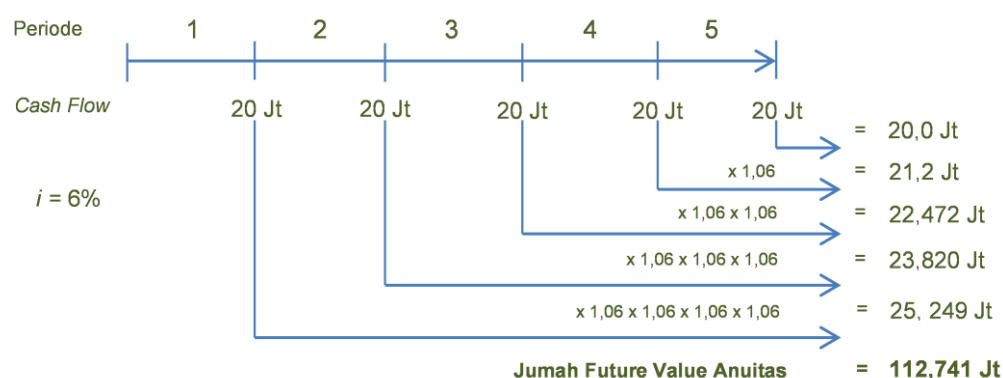 Periode 1 2 3 4 5
Cash Flow 20 Jt 20 Jt 20 Jt 20 Jt 20 Jt
= 20,0 Jt
x 1,06 = 21,2 Jt
i = 6%
x 1,06 x 1,06 = 22,472 Jt
x 1,06 x 1,06 x 1,06 = 23,820 Jt
x 1,06 x 1,06 x 1,06 x 1,06 = 25, 249 Jt
Jumah Future Value Anuitas = 112,741 Jt